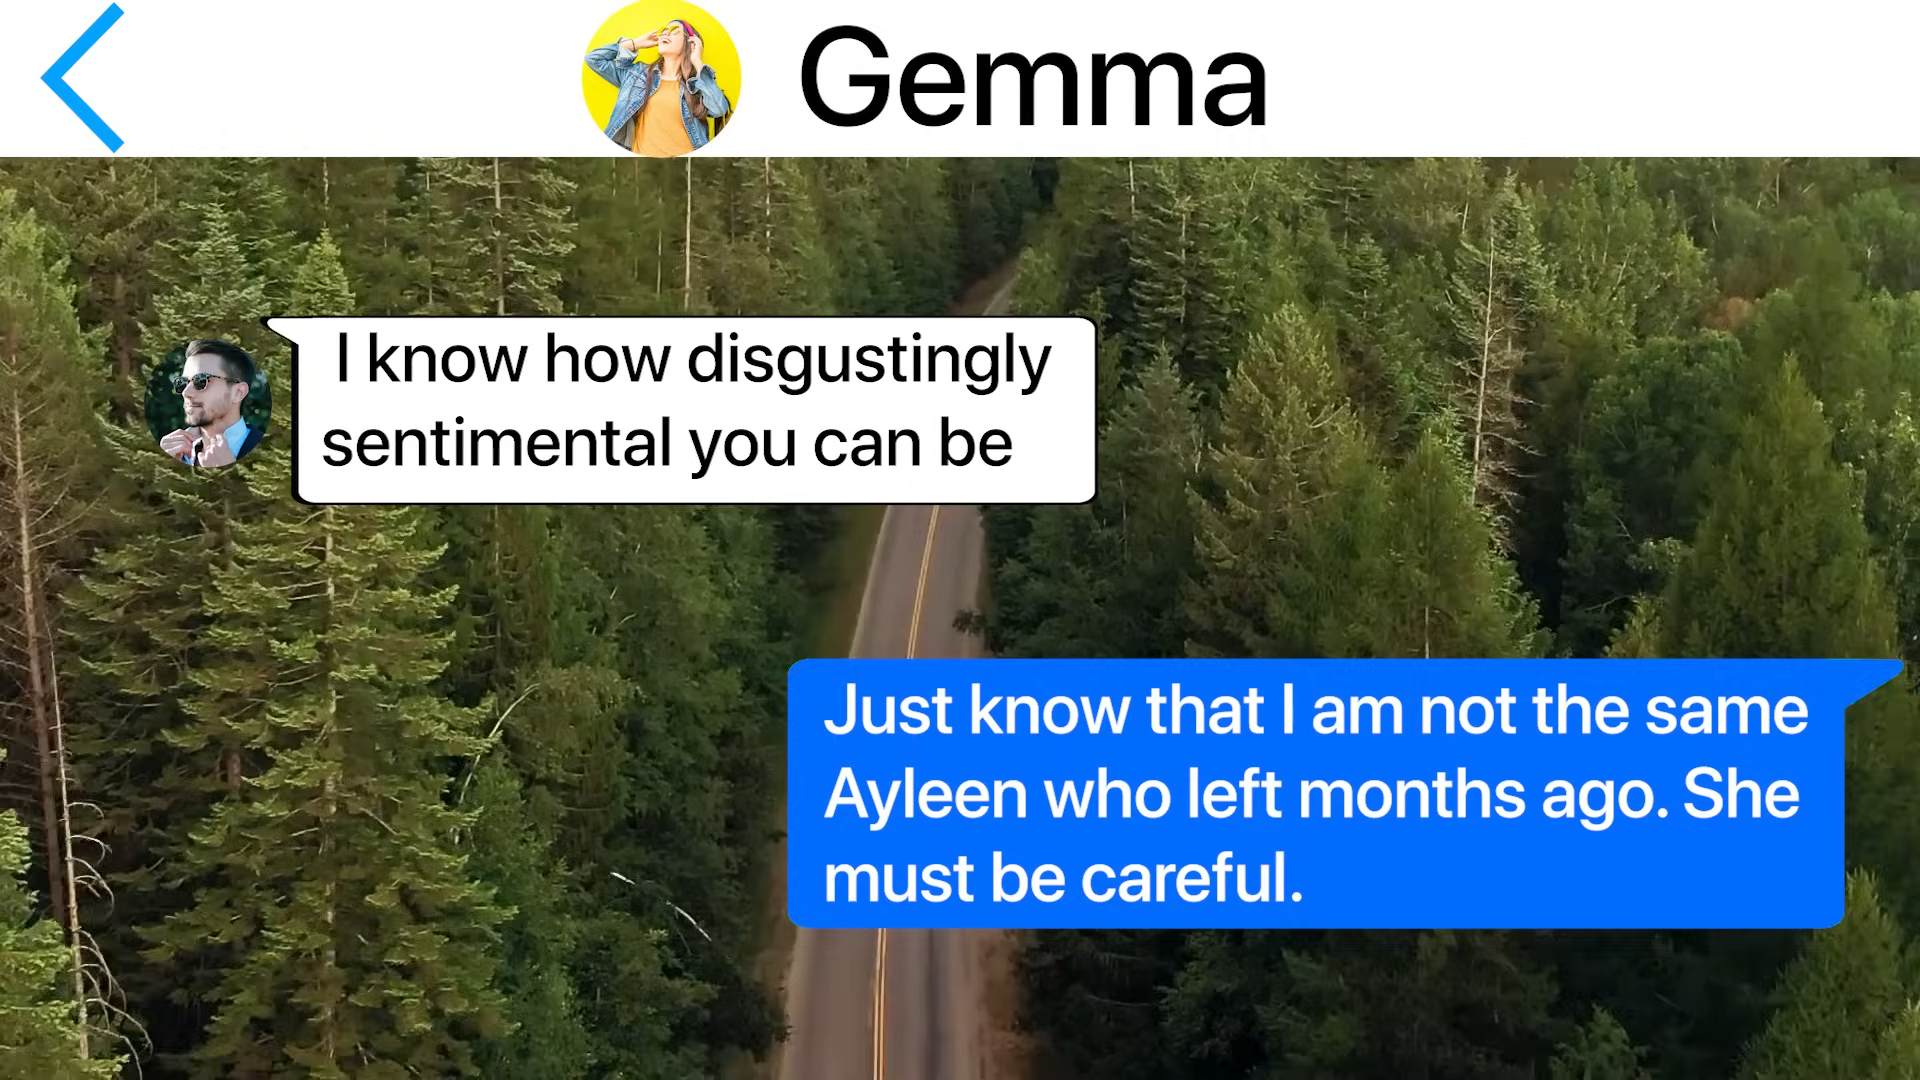 Gemma
I know how disgustingly
sentimental you can be
Just know that I am not the same
Ayleen who left months ago. She
must be careful.